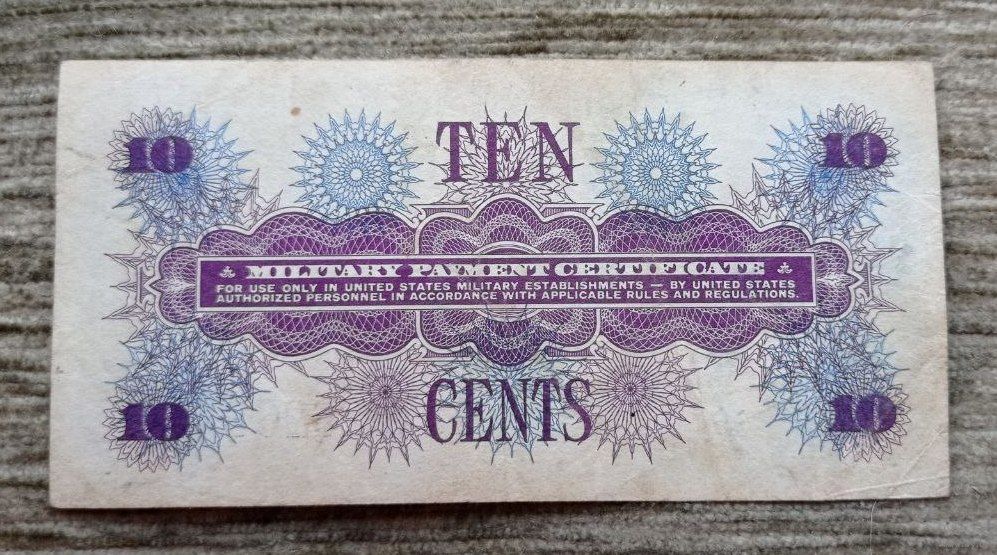 10 TEN 10
MILITARY PAYMENT CERTIFICATE
FOR USE ONLY IN UNITED STATES MILITARY ESTABLISHMENTS — BY UNITED STATES
AUTHORIZED PERSONNEL IN ACCORDANCE WITH APPLICABLE RULES AND REGULATIONS.
10 CENTS 10